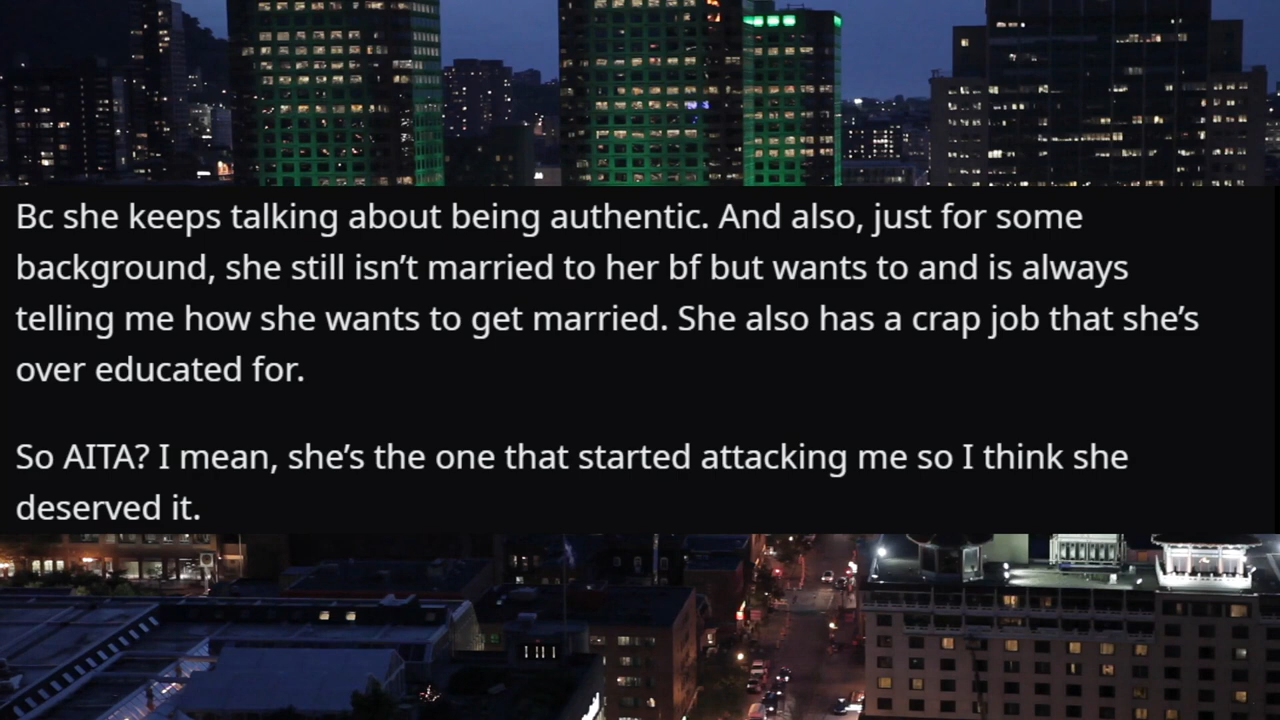 Bc she keeps talking about being authentic. And also, just for some
background, she still isn’t married to her bf but wants to and is always
telling me how she wants to get married. She also has a crap job that she’s
over educated for.
So AITA? I mean, she’s the one that started attacking me so I think she
deserved it.